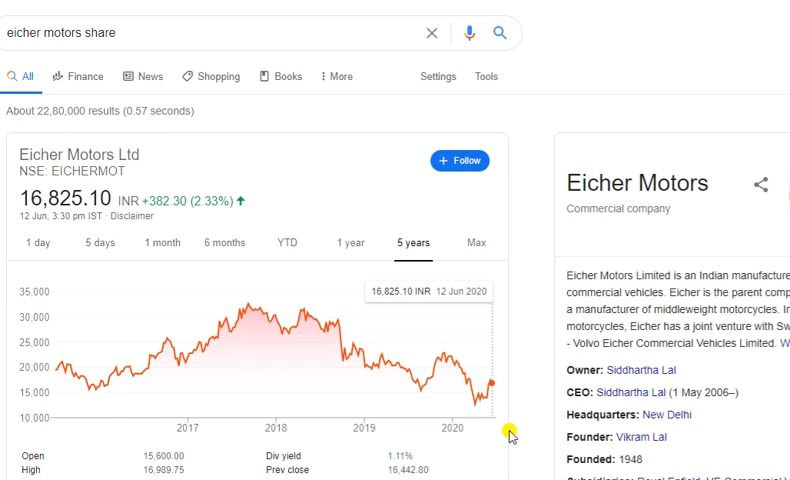 eicher motors share
All Finance News Shopping Books More Settings Tools
About 22,80,000 results (0.57 seconds)
Eicher Motors Ltd
NSE: EICHERMOT
+ Follow
16,825.10 INR +382.30 (2.33%)
12 Jun, 3:30 pm IST · Disclaimer
1 day 5 days 1 month 6 months YTD 1 year 5 years Max
16,825.10 INR 12 Jun 2020
35,000
30,000
25,000
20,000
15,000
10,000
2017 2018 2019 2020
Open 15,600.00 Div yield 1.11%
High 16,989.75 Prev close 16,442.80
Eicher Motors
Commercial company
Eicher Motors Limited is an Indian manufacture
commercial vehicles. Eicher is the parent comp
a manufacturer of middleweight motorcycles. In
motorcycles, Eicher has a joint venture with Sw
- Volvo Eicher Commercial Vehicles Limited. W
Owner: Siddhartha Lal
CEO: Siddhartha Lal (1 May 2006–)
Headquarters: New Delhi
Founder: Vikram Lal
Founded: 1948
Subsidiaries: Royal Enfield, VE Commercial V